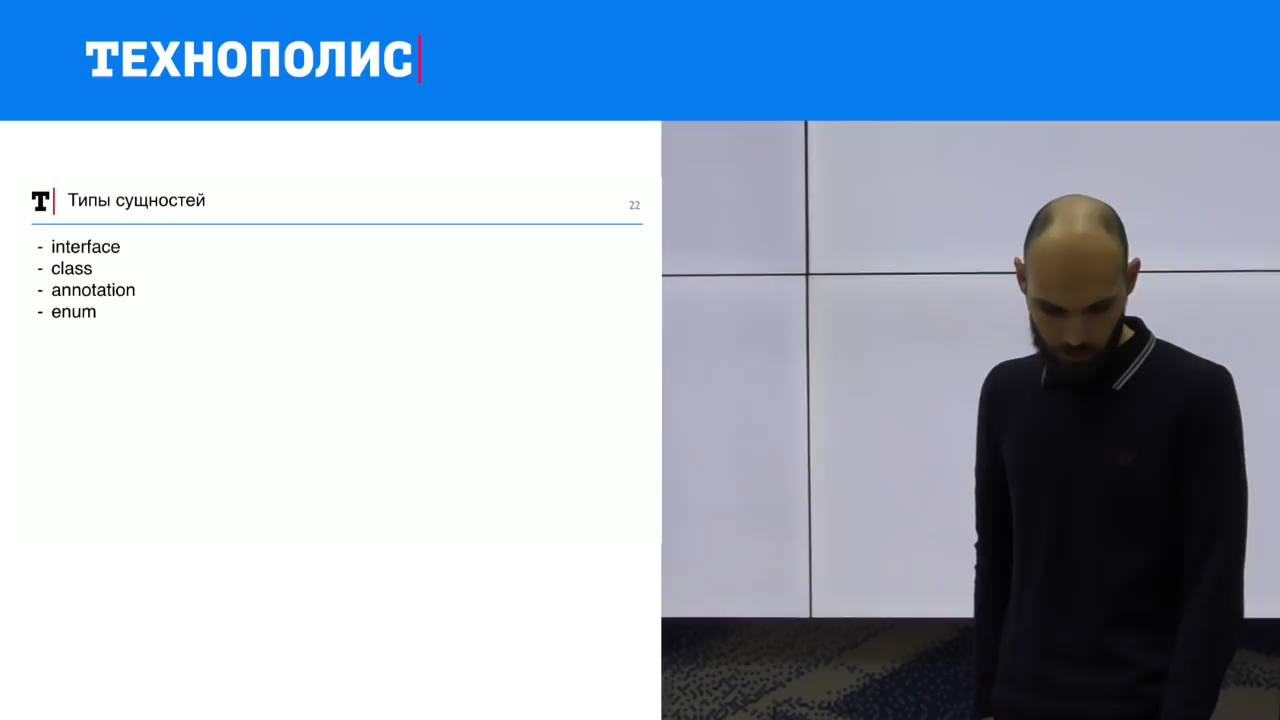 ТЕХНОПОЛИС
Т Типы сущностей 22
- interface
- class
- annotation
- enum